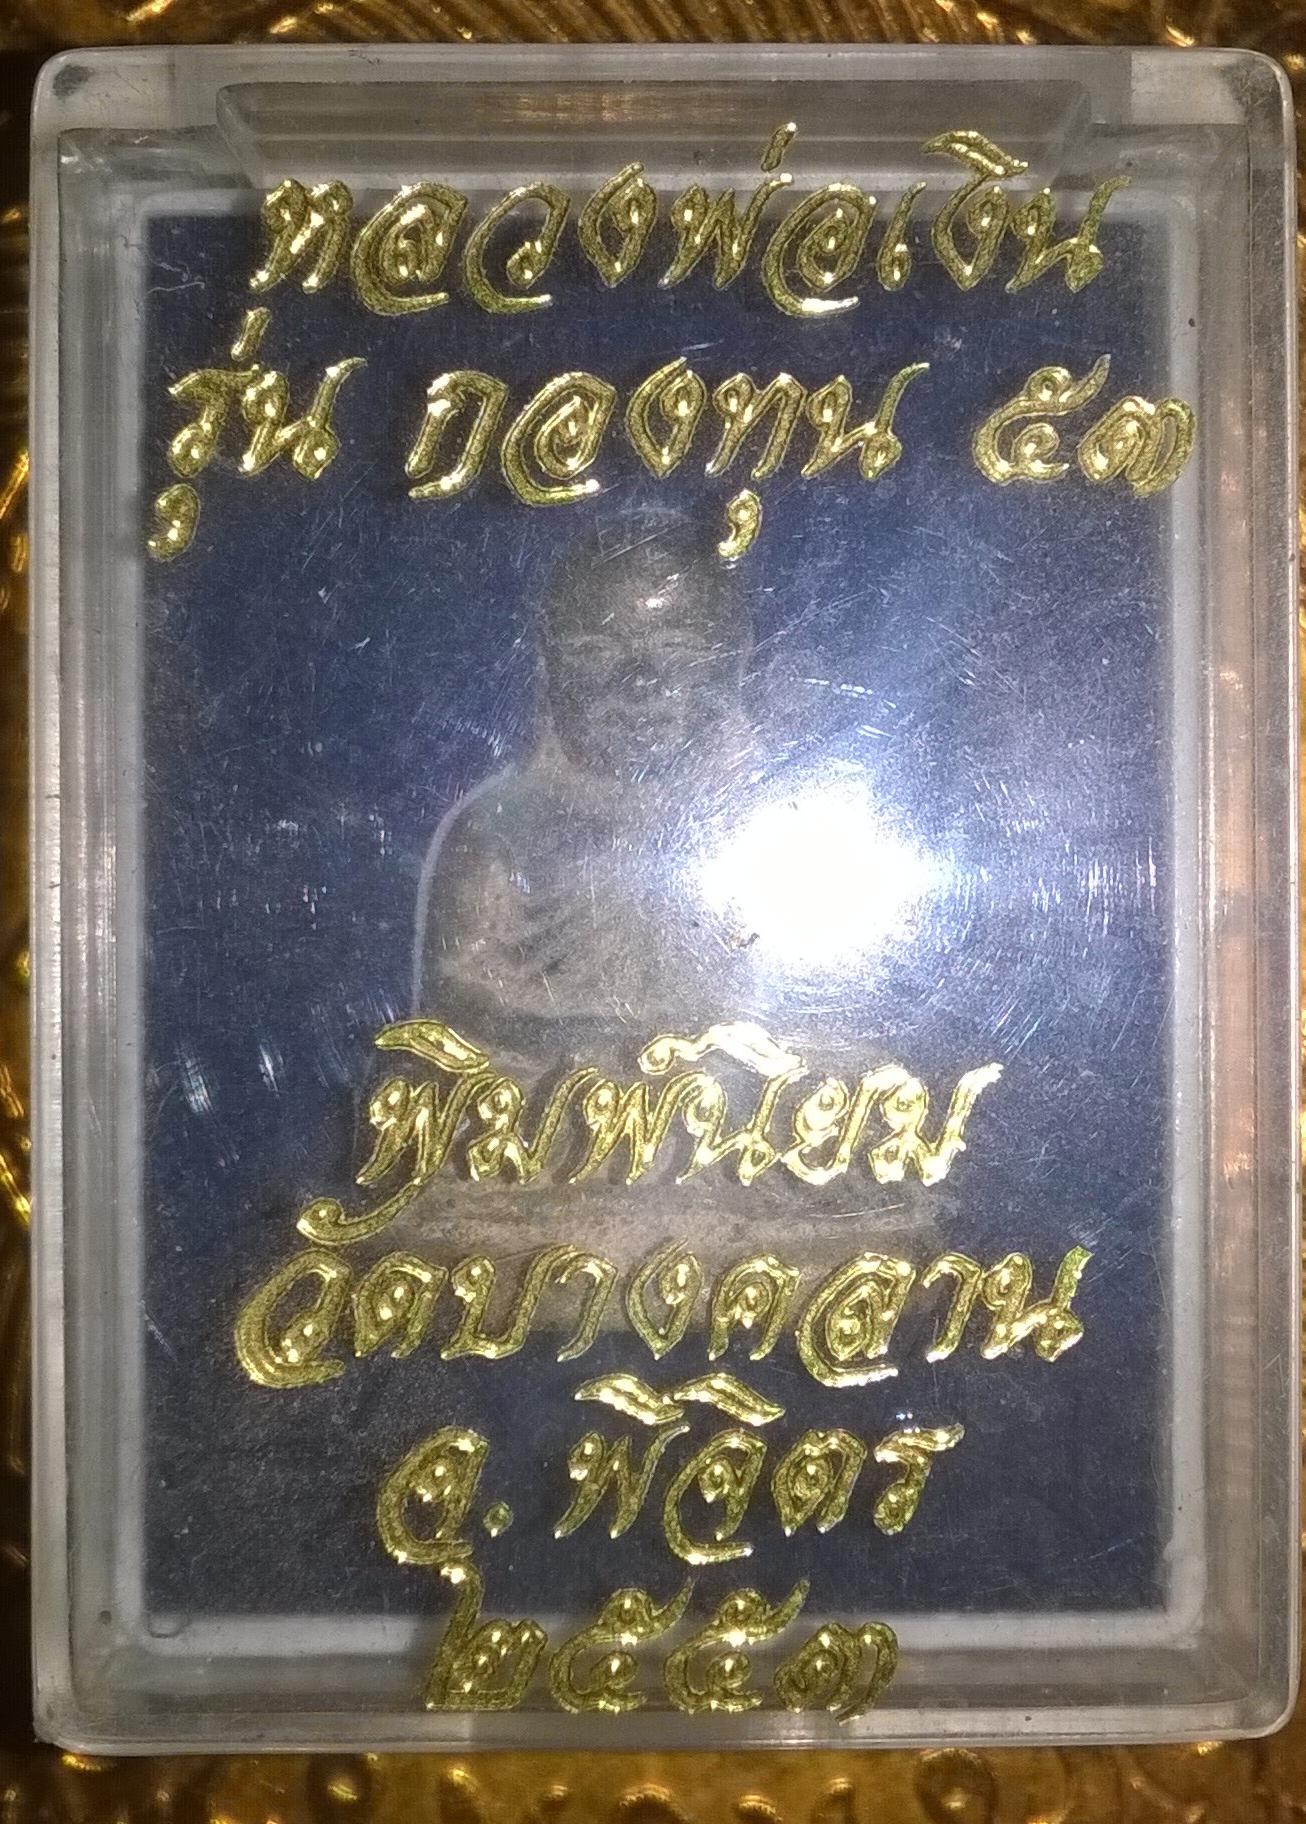 หลวงพ่อเงิน
รุ่น กองทุน ๕๓
พิมพ์นิยม
วัดบางคลาน
จ. พิจิตร
๒๕๕๓